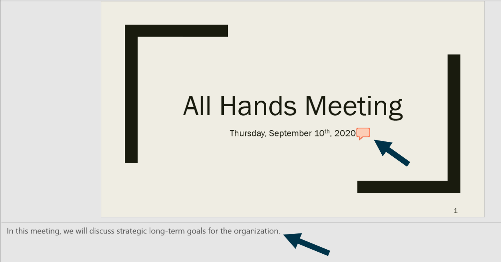 All Hands Meeting
Thursday, September 10th, 2020
1
In this meeting, we will discuss strategic long-term goals for the organization.